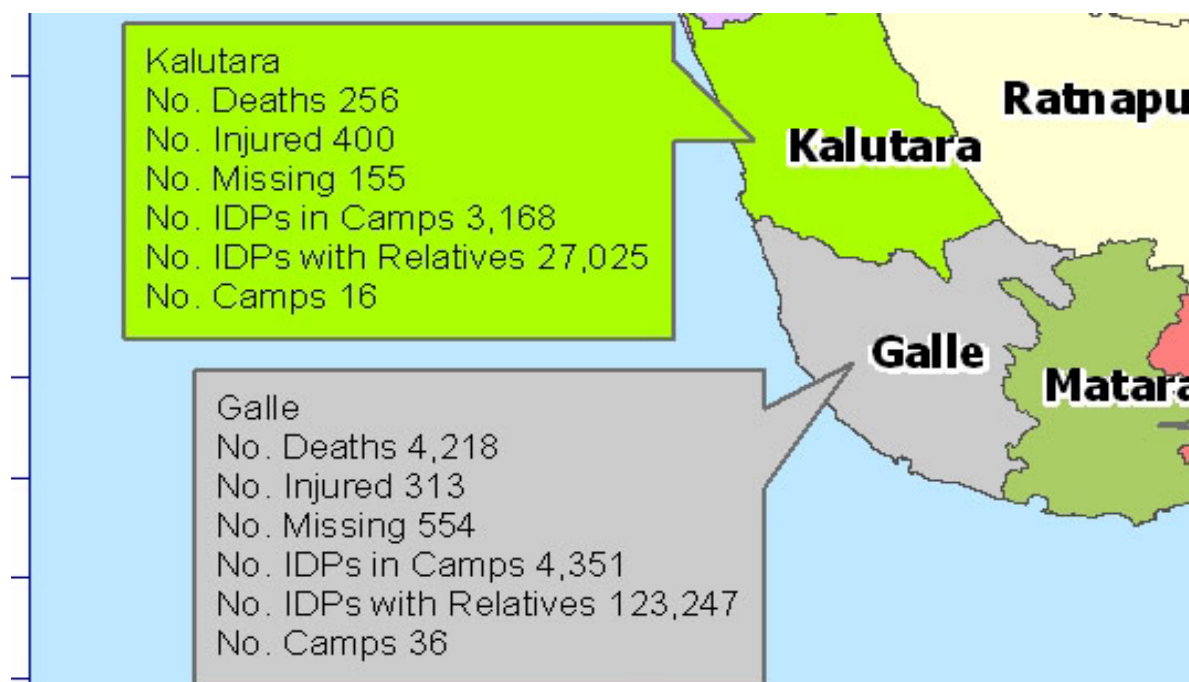 Kalutara
No. Deaths 256
No. Injured 400
No. Missing 155
No. IDPs in Camps 3,168
No. IDPs with Relatives 27,025
No. Camps 16
Ratnapu
Kalutara
Galle
Matara
Galle
No. Deaths 4,218
No. Injured 313
No. Missing 554
No. IDPs in Camps 4,351
No. IDPs with Relatives 123,247
No. Camps 36